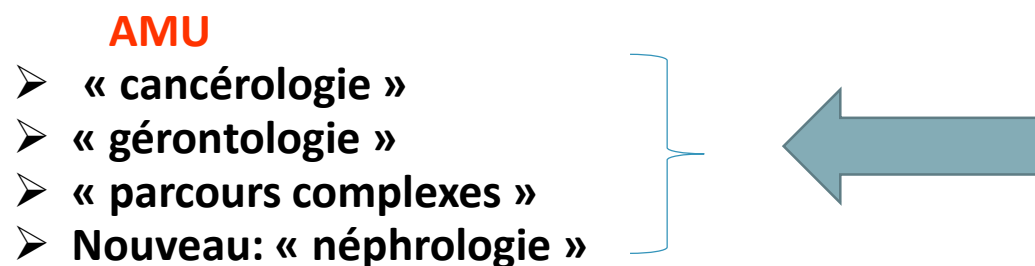 AMU
➢ « cancérologie »
➢ « gérontologie »
➢ « parcours complexes »
➢ Nouveau: « néphrologie »